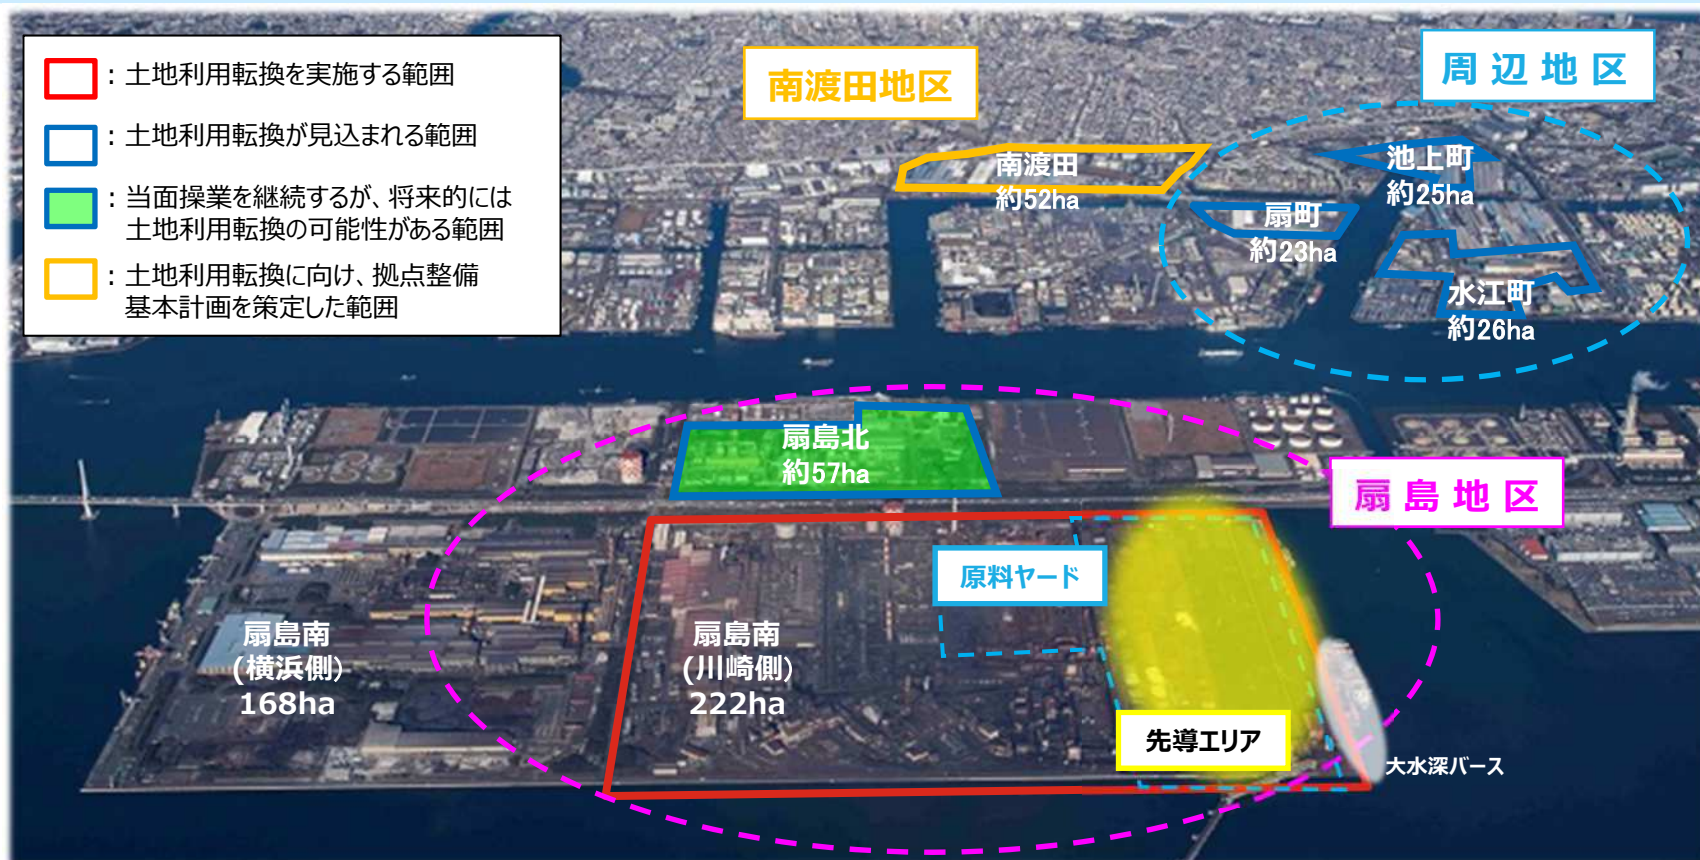 ：土地利用転換を実施する範囲
：土地利用転換が見込まれる範囲
：当面操業を継続するが、将来的には
土地利用転換の可能性がある範囲
：土地利用転換に向け、拠点整備
基本計画を策定した範囲
南渡田地区
周辺地区
南渡田
約52ha
池上町
約25ha
扇町
約23ha
水江町
約26ha
扇島北
約57ha
扇島地区
原料ヤード
扇島南
(横浜側)
168ha
扇島南
(川崎側)
222ha
先導エリア
大水深バース